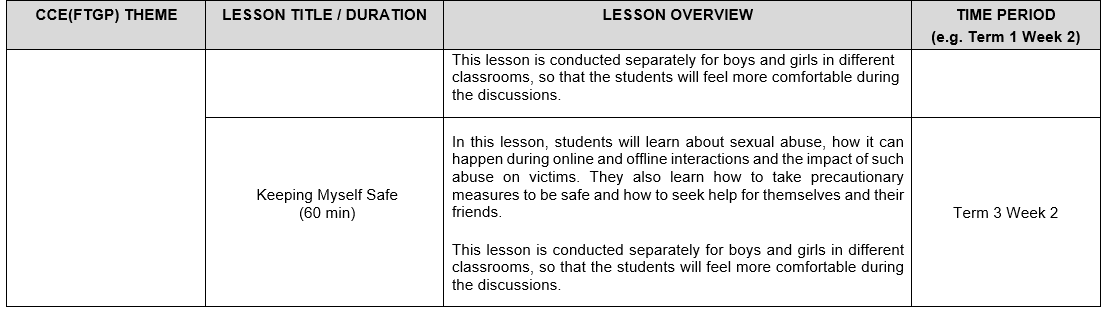 CCE(FTGP) THEME
LESSON TITLE / DURATION
LESSON OVERVIEW
TIME PERIOD
(e.g. Term 1 Week 2)
This lesson is conducted separately for boys and girls in different
classrooms, so that the students will feel more comfortable during
the discussions.
Keeping Myself Safe
(60 min)
In this lesson, students will learn about sexual abuse, how it can
happen during online and offline interactions and the impact of such
abuse on victims. They also learn how to take precautionary
measures to be safe and how to seek help for themselves and their
friends.
This lesson is conducted separately for boys and girls in different
classrooms, so that the students will feel more comfortable during
the discussions.
Term 3 Week 2